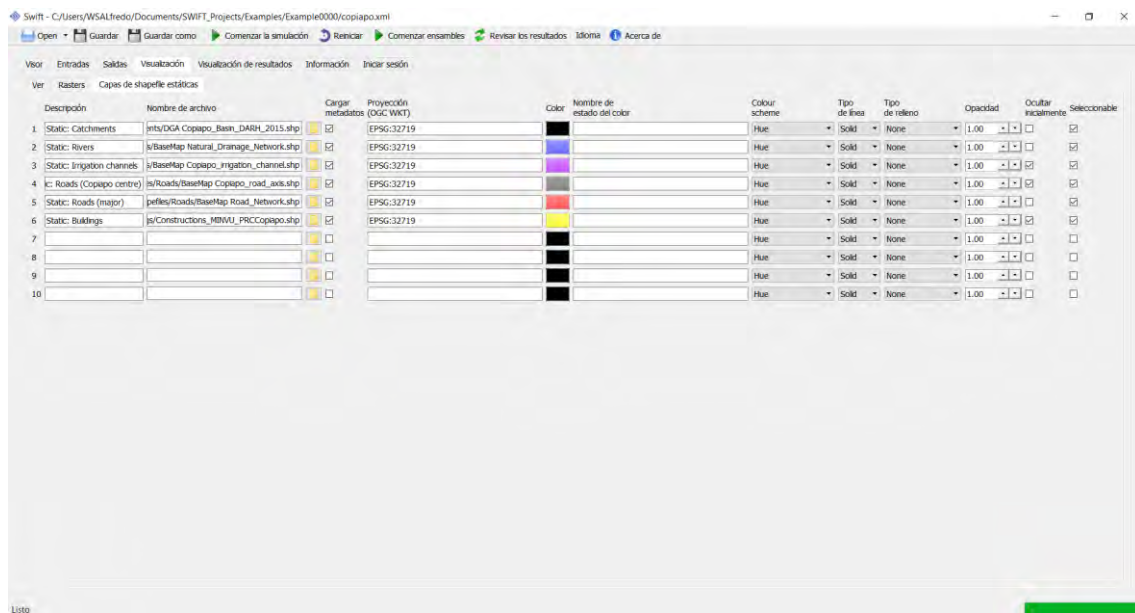 Swift - C:/Users/WSALfredo/Documents/SWIFT_Projects/Examples/Example0000/copiapo.xml
Open Guardar Guardar como Comenzar la simulación Reiniciar Comenzar ensambles Revisar los resultados Idioma Acerca de
Visor Entradas Salidas Visualización Visualización de resultados Información Iniciar sesión
Ver Rasters Capas de shapefile estáticas
Descripción Nombre de archivo Cargar metadatos Proyección (OGC WKT) Color Nombre de estado del color Colour scheme Tipo de línea Tipo de relleno Opacidad Ocultar inicialmente Seleccionable
1 Static: Catchments nts/DGA Copiapo_Basin_DARH_2015.shp EPSG:32719 Hue Solid None 1.00
2 Static: Rivers s/BaseMap Natural_Drainage_Network.shp EPSG:32719 Hue Solid None 1.00
3 Static: Irrigation channels s/BaseMap Copiapo_irrigation_channel.shp EPSG:32719 Hue Solid None 1.00
4 ic: Roads (Copiapo centre) es/Roads/BaseMap Copiapo_road_axis.shp EPSG:32719 Hue Solid None 1.00
5 Static: Roads (major) pefiles/Roads/BaseMap Road_Network.shp EPSG:32719 Hue Solid None 1.00
6 Static: Buildings js/Constructions_MINVU_PRCCopiapo.shp EPSG:32719 Hue Solid None 1.00
7 Hue Solid None 1.00
8 Hue Solid None 1.00
9 Hue Solid None 1.00
10 Hue Solid None 1.00
Listo